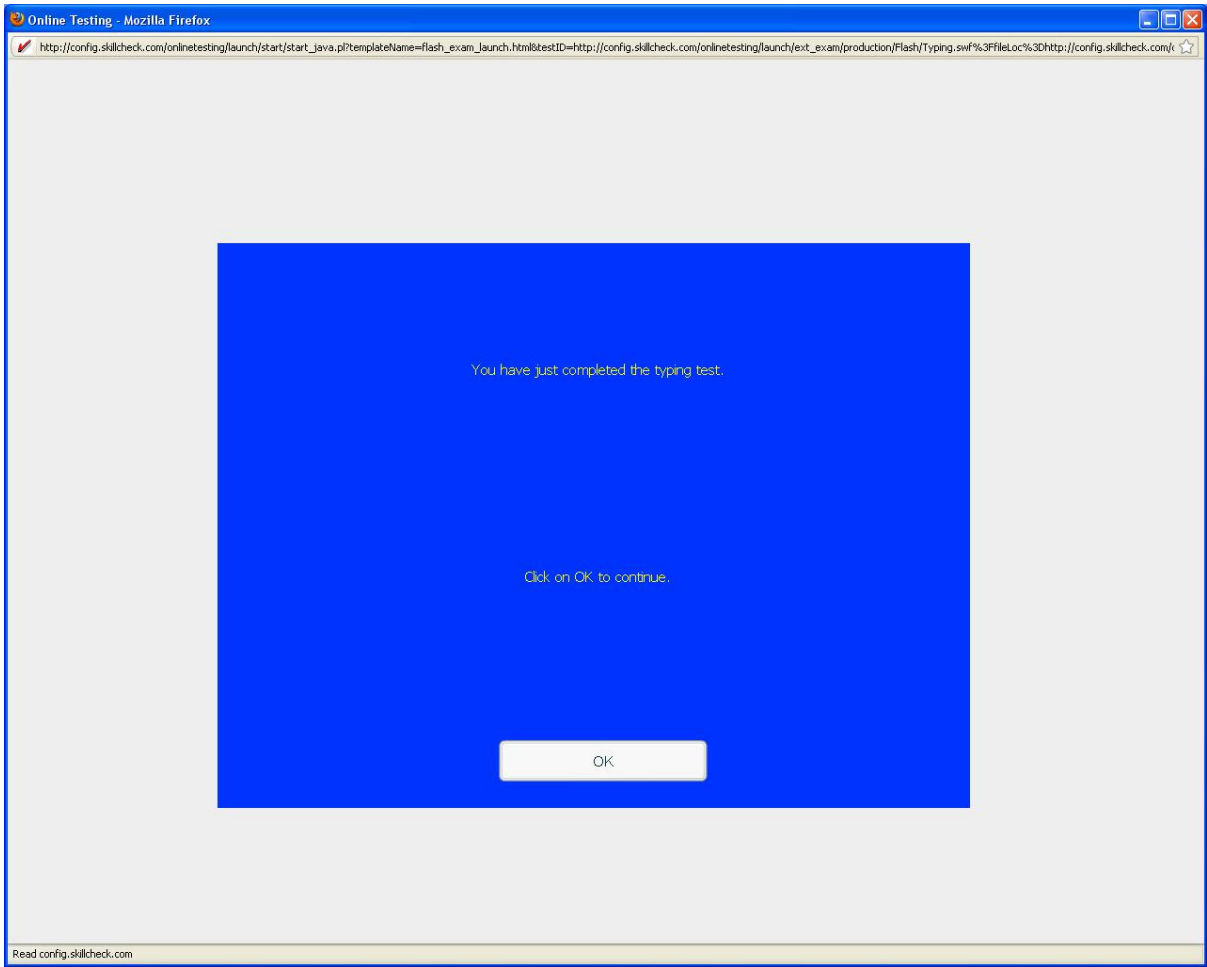 Online Testing - Mozilla Firefox
http://config.skillcheck.com/onlinetesting/launch/start/start_java.pl?templateName=flash_exam_launch.html&testID=http://config.skillcheck.com/onlinetesting/launch/ext_exam/production/Flash/Typing.swf%3FfileLoc%3Dhttp://config.skillcheck.com/
You have just completed the typing test.
Click on OK to continue.
OK
Read config.skillcheck.com